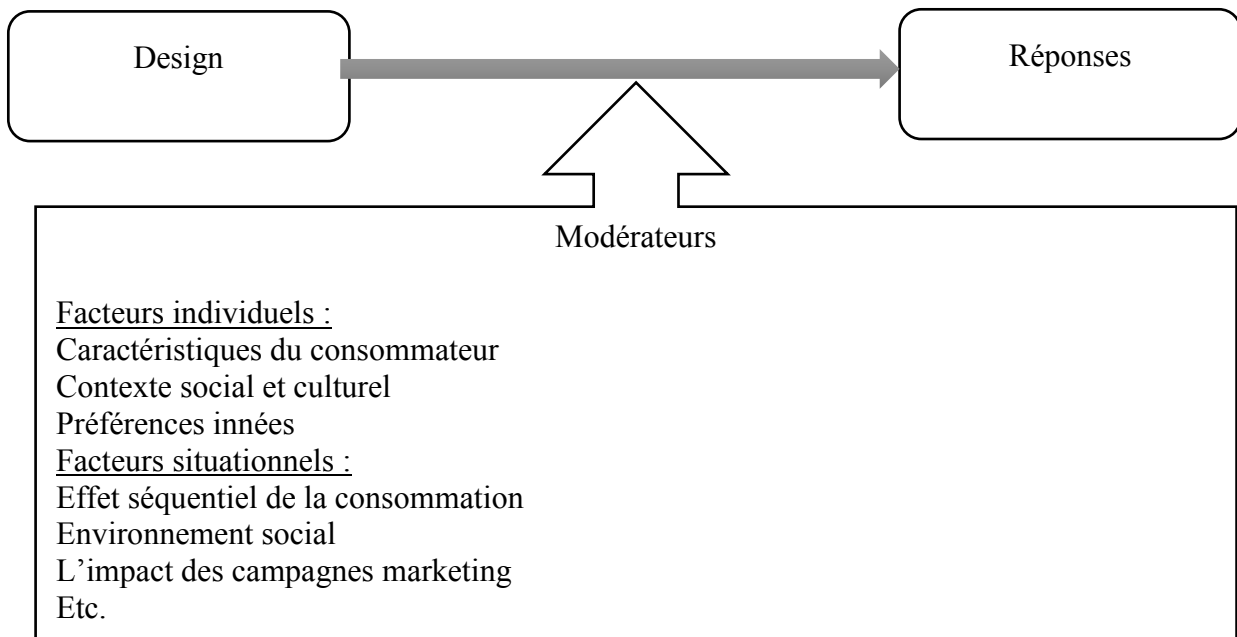 Design
Réponses
Modérateurs
Facteurs individuels :
Caractéristiques du consommateur
Contexte social et culturel
Préférences innées
Facteurs situationnels :
Effet séquentiel de la consommation
Environnement social
L’impact des campagnes marketing
Etc.